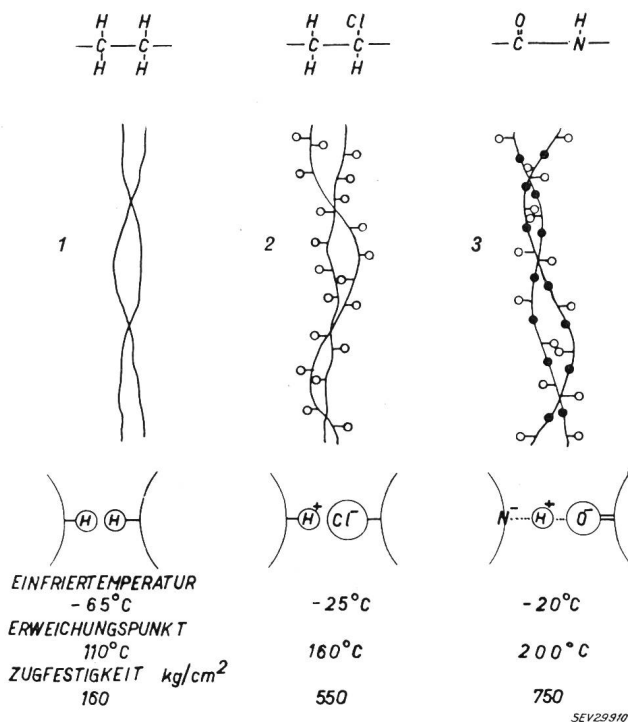 H H
—C—C—
H H
H Cl
—C—C—
H H
O H
—C—N—
1 2 3
H H
H+ Cl-
N- H+ O-
EINFRIERTEMPERATUR
-65°C -25°C -20°C
ERWEICHUNGSPUNKT
110°C 160°C 200°C
ZUGFESTIGKEIT kg/cm²
160 550 750
SEV29910